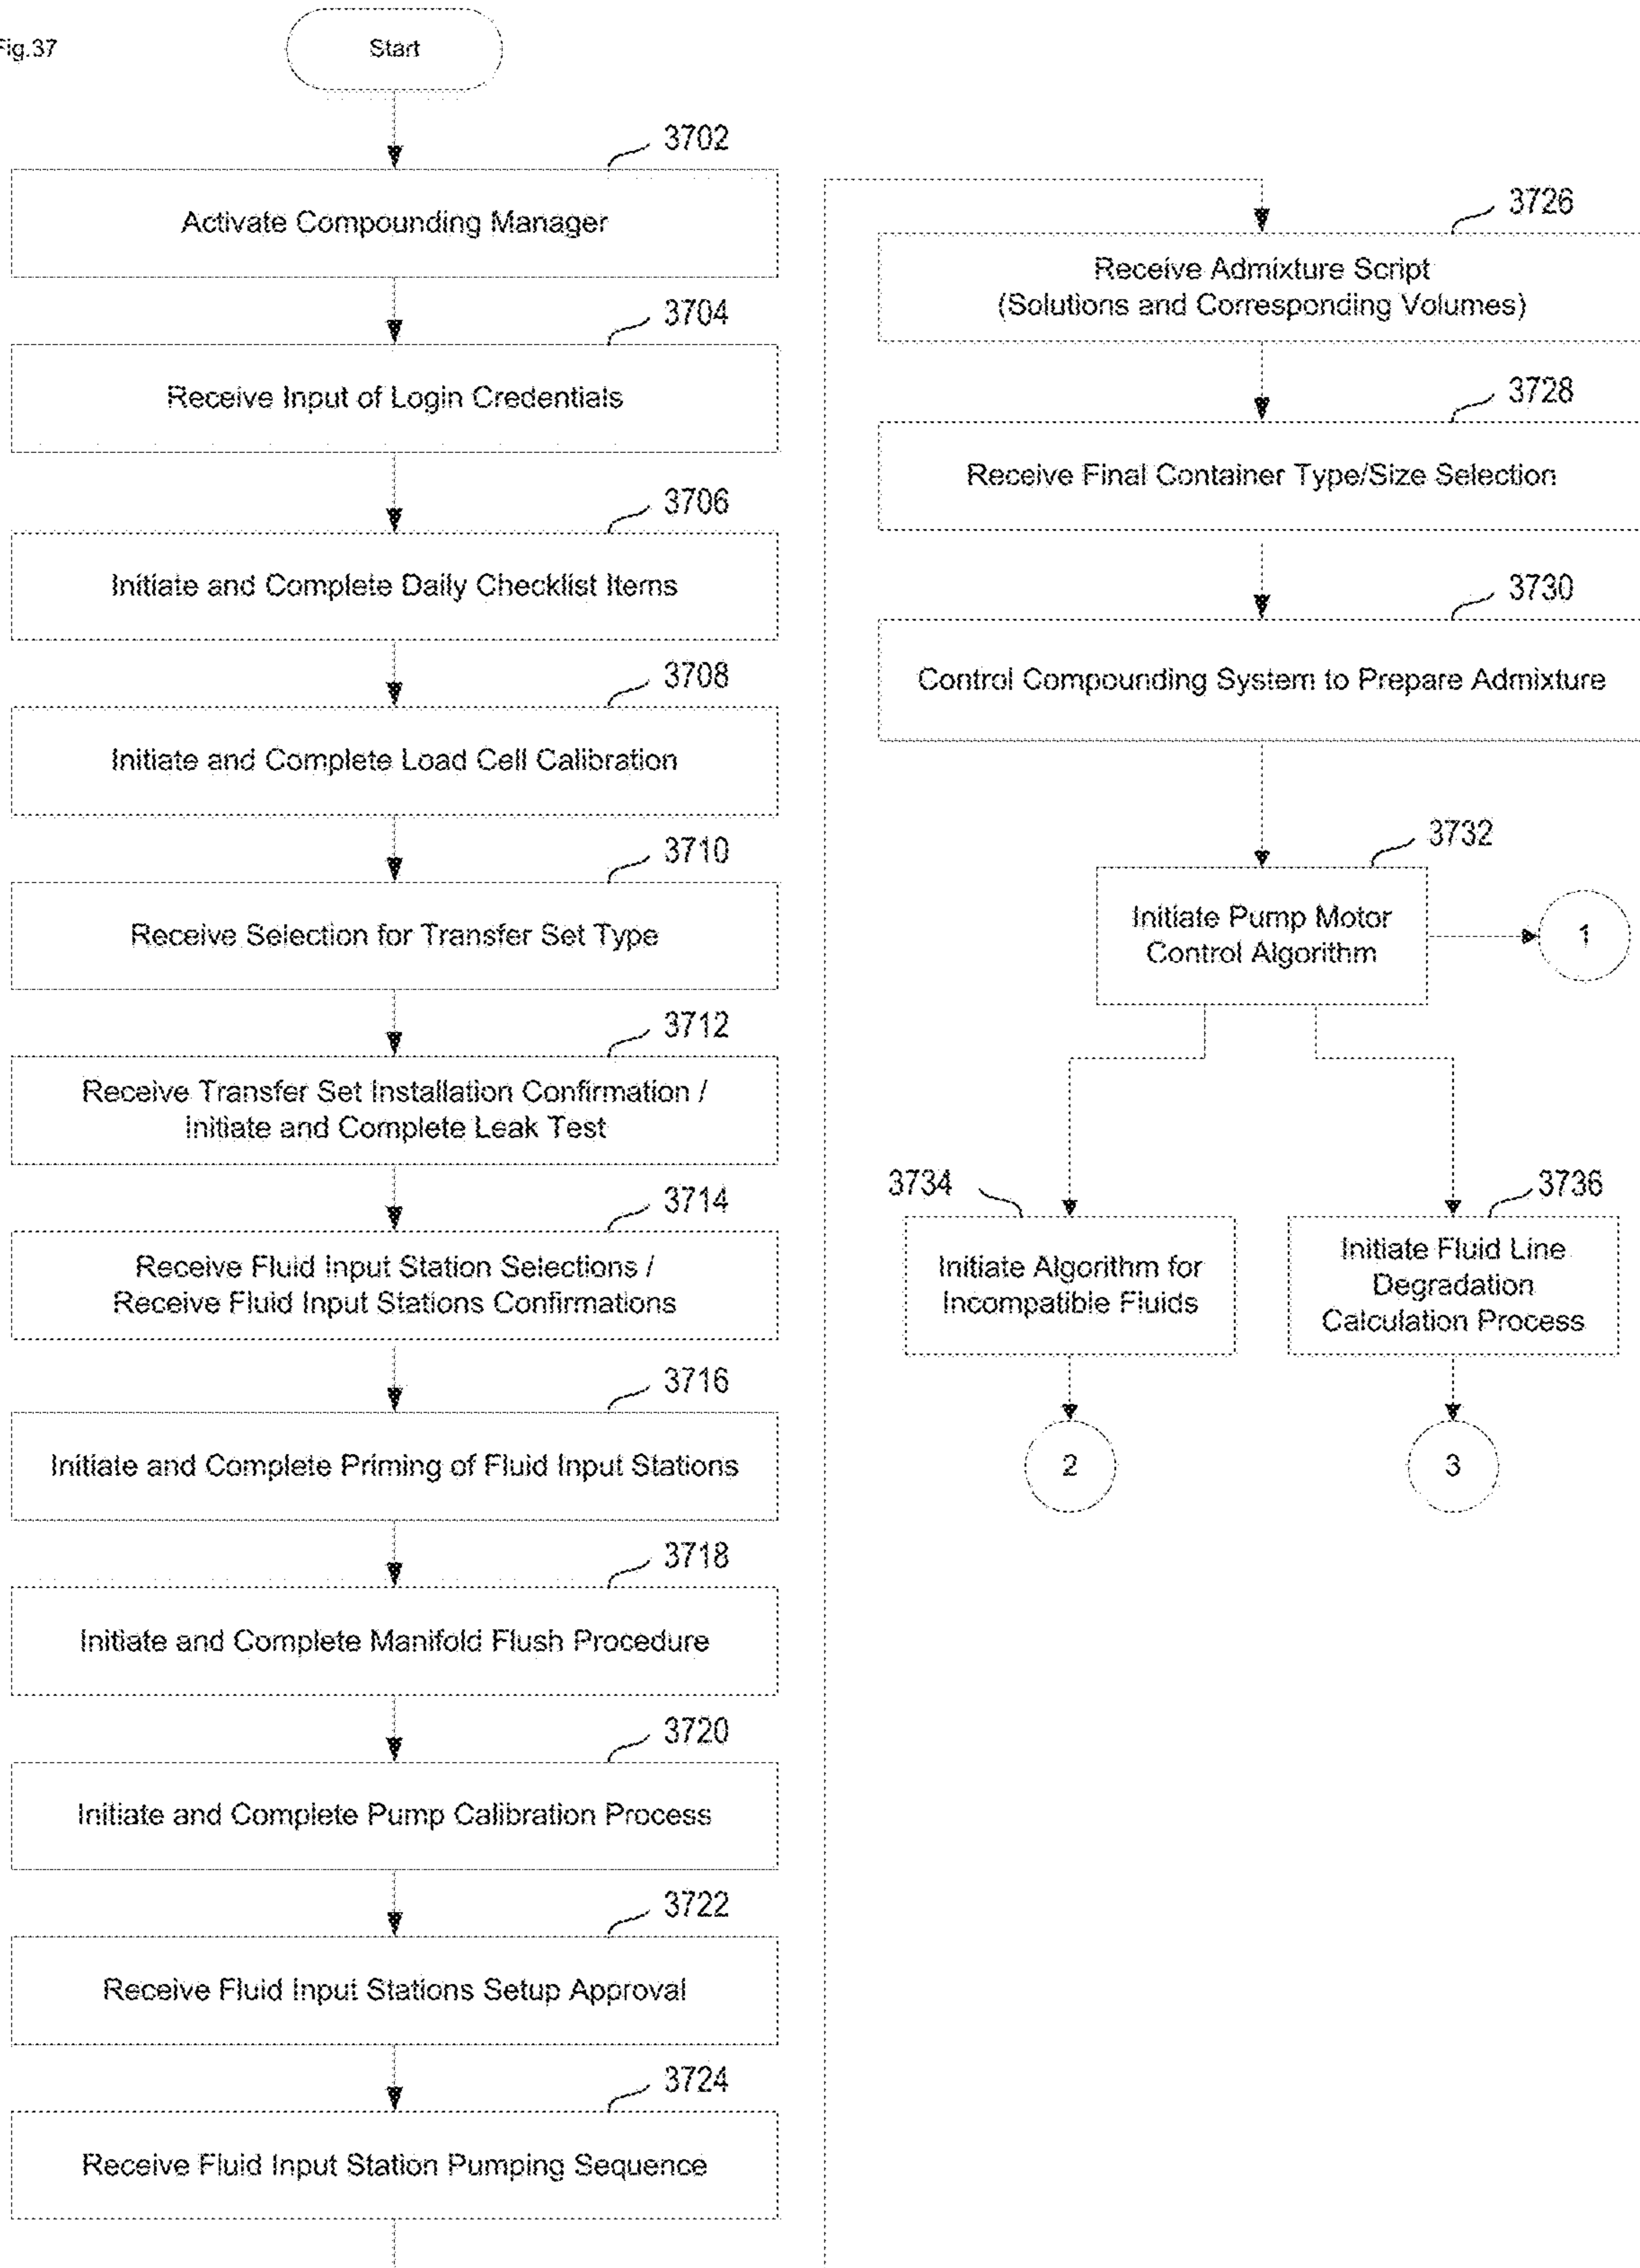 Fig.37
Start
3702
Activate Compounding Manager
3704
Receive Input of Login Credentials
3706
Initiate and Complete Daily Checklist Items
3708
Initiate and Complete Load Cell Calibration
3710
Receive Selection for Transfer Set Type
3712
Receive Transfer Set Installation Confirmation /
Initiate and Complete Leak Test
3714
Receive Fluid Input Station Selections /
Receive Fluid Input Stations Confirmations
3716
Initiate and Complete Priming of Fluid Input Stations
3718
Initiate and Complete Manifold Flush Procedure
3720
Initiate and Complete Pump Calibration Process
3722
Receive Fluid Input Stations Setup Approval
3724
Receive Fluid Input Station Pumping Sequence
3726
Receive Admixture Script
(Solutions and Corresponding Volumes)
3728
Receive Final Container Type/Size Selection
3730
Control Compounding System to Prepare Admixture
3732
Initiate Pump Motor
Control Algorithm
1
3734
Initiate Algorithm for
Incompatible Fluids
2
3736
Initiate Fluid Line
Degradation
Calculation Process
3